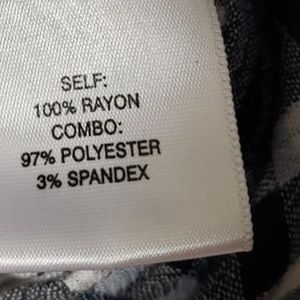 SELF:
100% RAYON
COMBO:
97% POLYESTER
3% SPANDEX